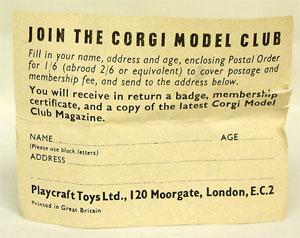 JOIN THE CORGI MODEL CLUB
Fill in your name, address and age, enclosing Postal Order
for 1/6 (abroad 2/6 or equivalent) to cover postage and
membership fee, and send to the address below.
You will receive in return a badge, membership
certificate, and a copy of the latest Corgi Model
Club Magazine.
NAME AGE
(Please use block letters)
ADDRESS
Playcraft Toys Ltd., 120 Moorgate, London, E.C.2
Printed in Great Britain